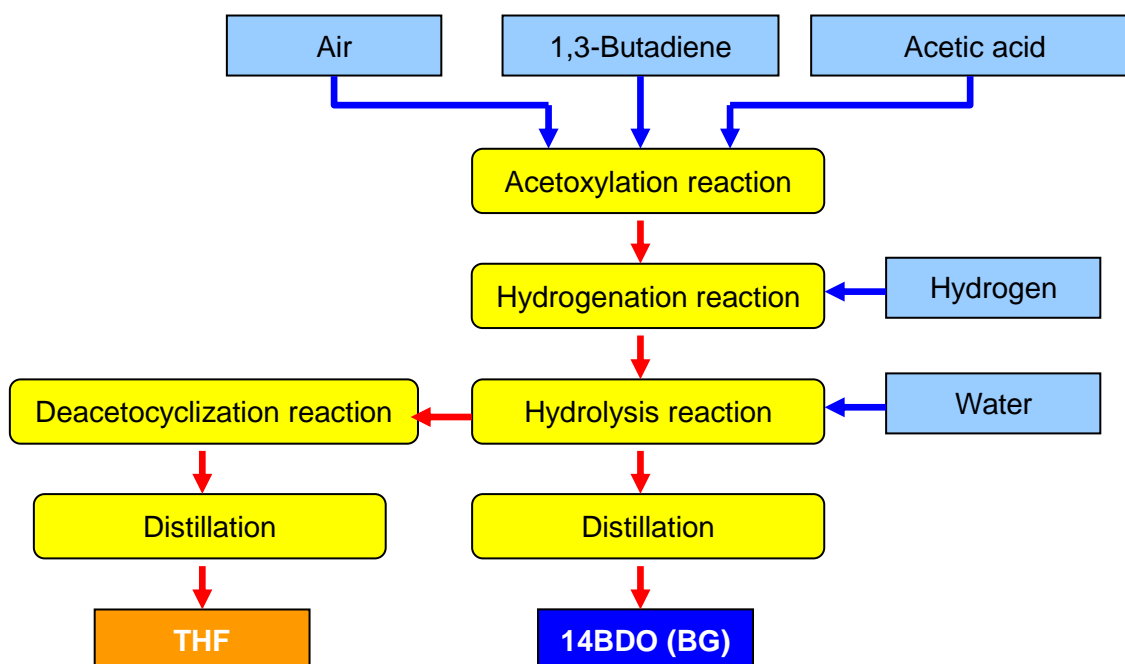 Air
1,3-Butadiene
Acetic acid
Acetoxylation reaction
Hydrogenation reaction
Hydrogen
Deacetocyclization reaction
Hydrolysis reaction
Water
Distillation
Distillation
THF
14BDO (BG)